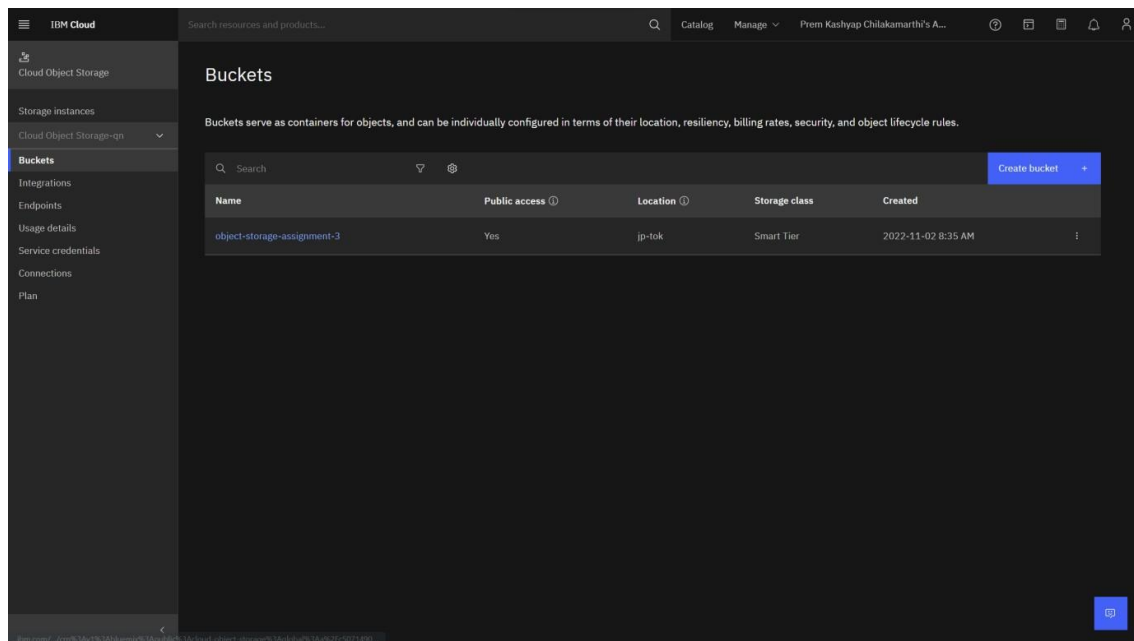 IBM Cloud
Search resources and products...
Catalog
Manage
Prem Kashyap Chilakamarthi's A...
Cloud Object Storage
Storage instances
Cloud Object Storage-qn
Buckets
Integrations
Endpoints
Usage details
Service credentials
Connections
Plan
Buckets
Buckets serve as containers for objects, and can be individually configured in terms of their location, resiliency, billing rates, security, and object lifecycle rules.
Search
Create bucket +
Name Public access Location Storage class Created
object-storage-assignment-3 Yes jp-tok Smart Tier 2022-11-02 8:35 AM